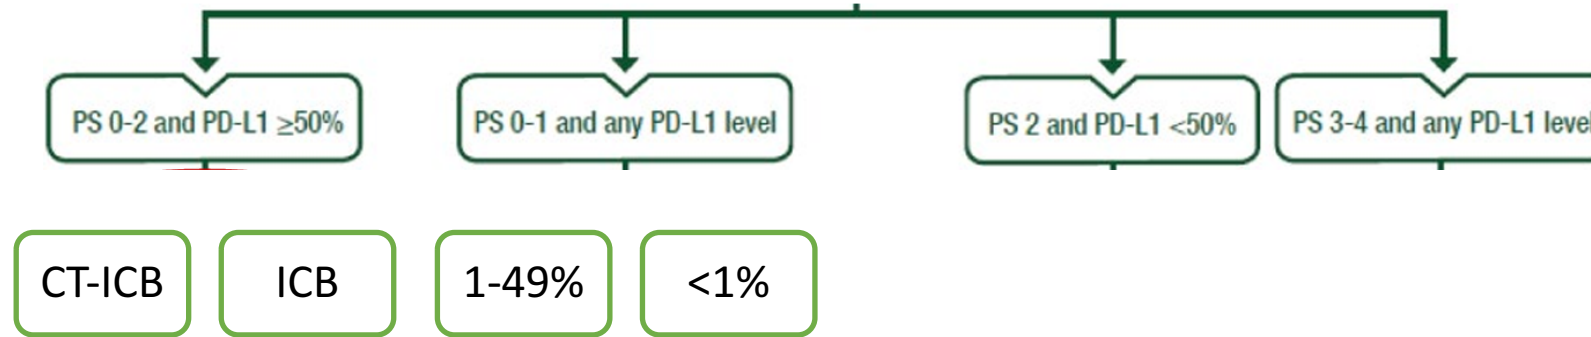 PS 0-2 and PD-L1 ≥50%
PS 0-1 and any PD-L1 level
PS 2 and PD-L1 <50%
PS 3-4 and any PD-L1 level
CT-ICB
ICB
1-49%
<1%